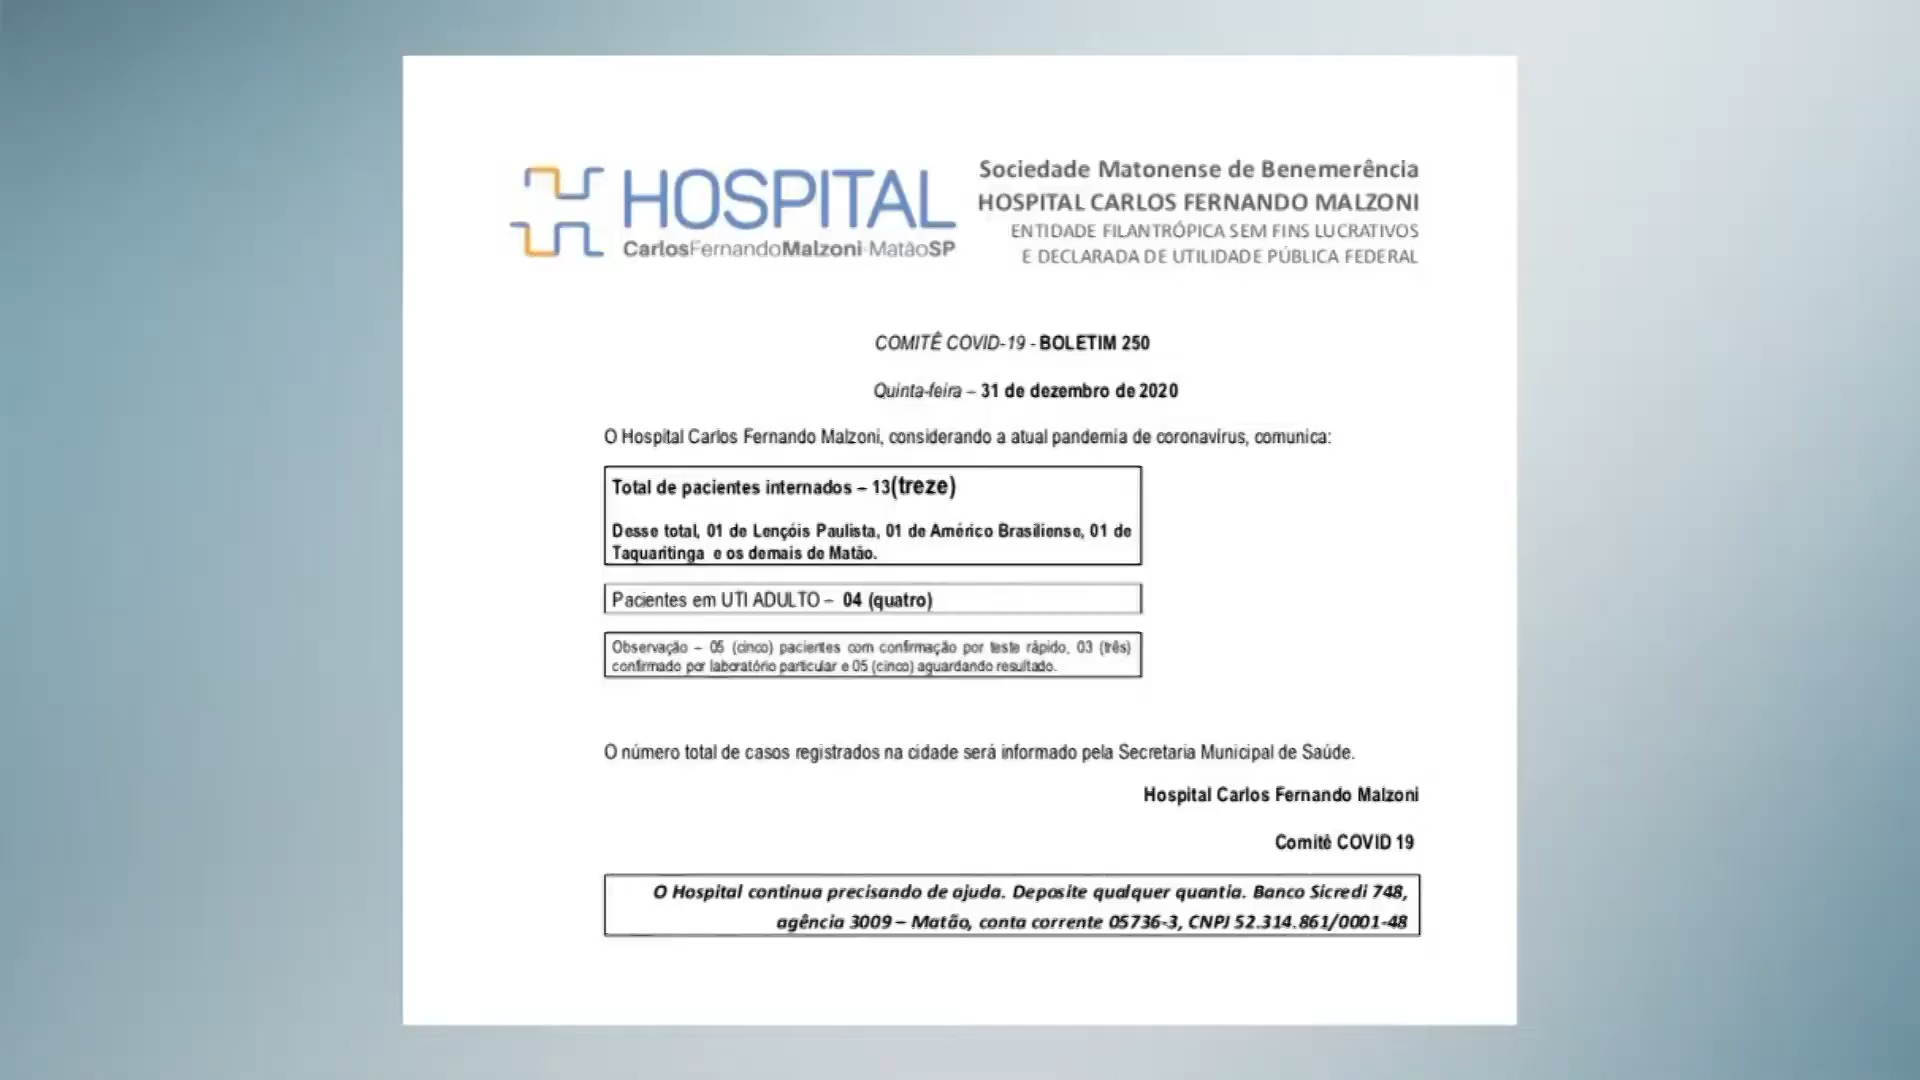 HOSPITAL
CarlosFernandoMalzoni·MatãoSP
Sociedade Matonense de Benemerência
HOSPITAL CARLOS FERNANDO MALZONI
ENTIDADE FILANTRÓPICA SEM FINS LUCRATIVOS
E DECLARADA DE UTILIDADE PÚBLICA FEDERAL
COMITÊ COVID-19 - BOLETIM 250
Quinta-feira – 31 de dezembro de 2020
O Hospital Carlos Fernando Malzoni, considerando a atual pandemia de coronavírus, comunica:
Total de pacientes internados – 13(treze)
Desse total, 01 de Lençóis Paulista, 01 de Américo Brasiliense, 01 de
Taquaritinga e os demais de Matão.
Pacientes em UTI ADULTO – 04 (quatro)
Observação – 05 (cinco) pacientes com confirmação por teste rápido, 03 (três)
confirmado por laboratório particular e 05 (cinco) aguardando resultado.
O número total de casos registrados na cidade será informado pela Secretaria Municipal de Saúde.
Hospital Carlos Fernando Malzoni
Comitê COVID 19
O Hospital continua precisando de ajuda. Deposite qualquer quantia. Banco Sicredi 748,
agência 3009 – Matão, conta corrente 05736-3, CNPJ 52.314.861/0001-48